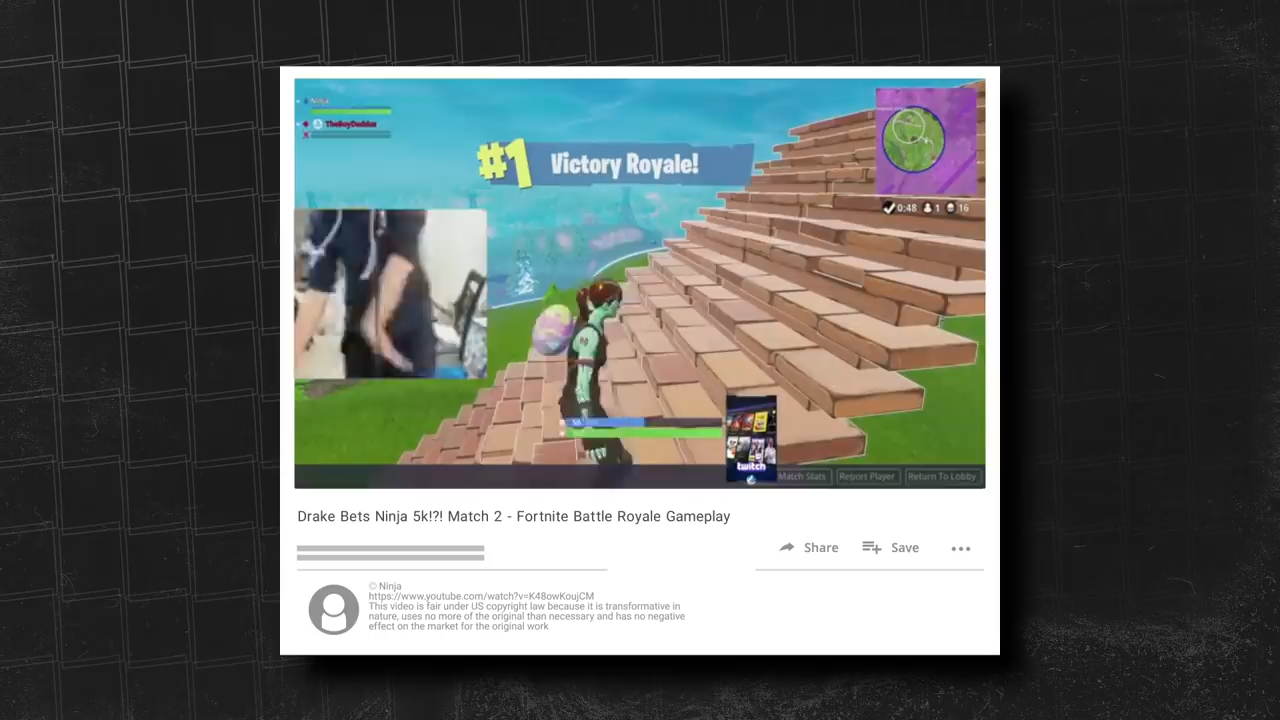 Ninja
TheBoyDuddus
#1 Victory Royale!
0:48 1 16
twitch
Match Stats Report Player Return To Lobby
Drake Bets Ninja 5k!?! Match 2 - Fortnite Battle Royale Gameplay
Share Save
© Ninja
https://www.youtube.com/watch?v=K48owKoujCM
This video is fair under US copyright law because it is transformative in
nature, uses no more of the original than necessary and has no negative
effect on the market for the original work